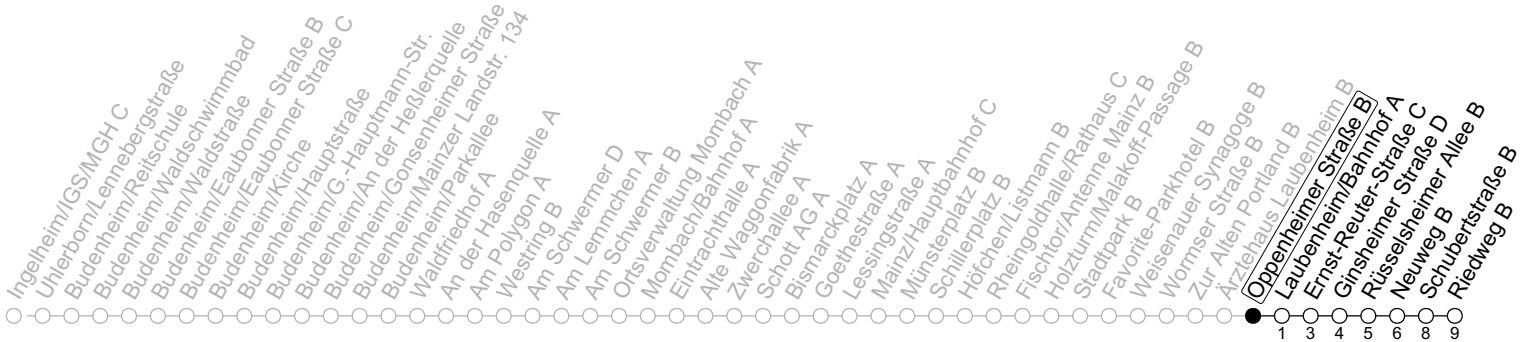 Ingelheim/IGS/MGH C
Uhlerborn/Lennebergstraße
Budenheim/Reitschule
Budenheim/Waldschwimmbad
Budenheim/Waldstraße
Budenheim/Eaubonner Straße B
Budenheim/Eaubonner Straße C
Budenheim/Kirche
Budenheim/Hauptstraße
Budenheim/G.-Hauptmann-Str.
Budenheim/An der Heßlerquelle
Budenheim/Gonsenheimer Straße
Budenheim/Mainzer Landstr. 134
Budenheim/Parkallee
Waldfriedhof A
An der Hasenquelle A
Am Polygon A
Westring B
Am Schwermer D
Am Lemmchen A
Am Schwermer B
Ortsverwaltung Mombach A
Mombach/Bahnhof A
Eintrachthalle A
Alte Waggonfabrik A
Zwerchallee A
Schott AG A
Bismarckplatz A
Goethestraße A
Lessingstraße A
Mainz/Hauptbahnhof C
Münsterplatz B
Schillerplatz B
Höfchen/Listmann B
Rheingoldhalle/Rathaus C
Fischtor/Antenne Mainz B
Holzturm/Malakoff-Passage B
Stadtpark B
Favorite-Parkhotel B
Weisenauer Synagoge B
Wormser Straße B
Zur Alten Portland B
Ärztehaus Laubenheim B
Oppenheimer Straße B
Laubenheim/Bahnhof A
Ernst-Reuter-Straße C
Ginsheimer Straße D
Rüsselsheimer Allee B
Neuweg B
Schubertstraße B
Riedweg B
1 3 4 5 6 8 9